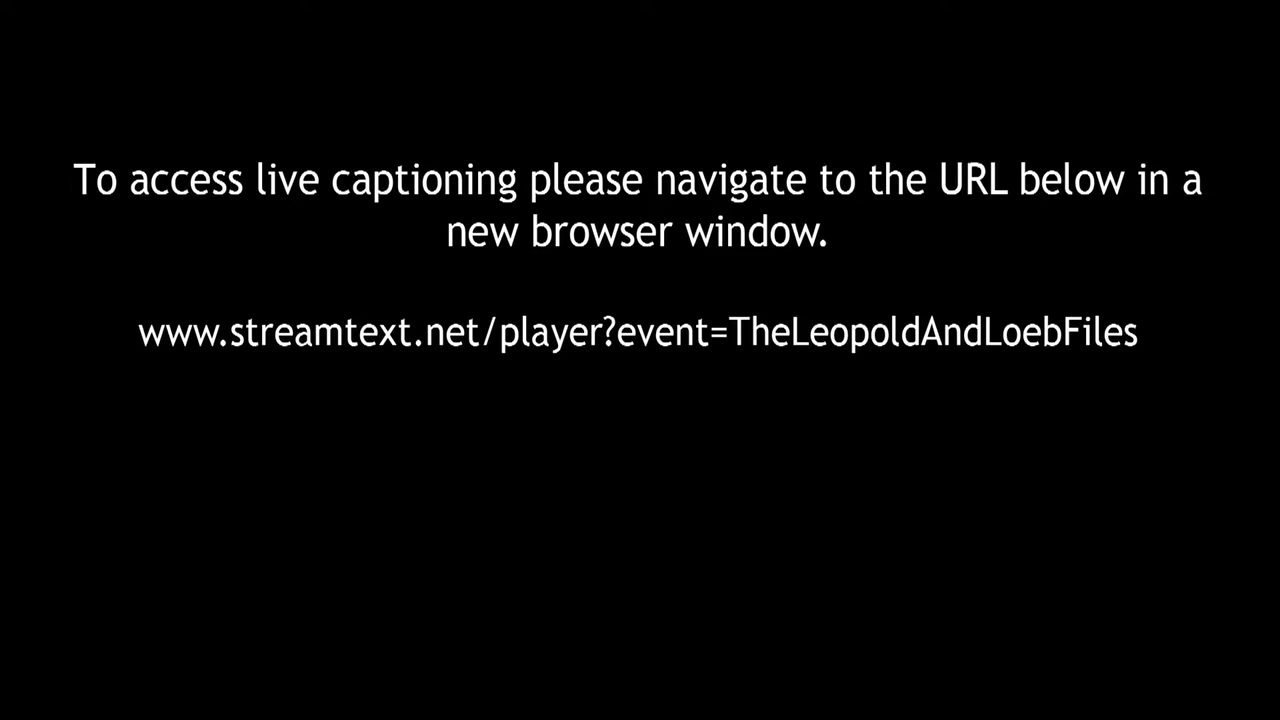 To access live captioning please navigate to the URL below in a
new browser window.
www.streamtext.net/player?event=TheLeopoldAndLoebFiles